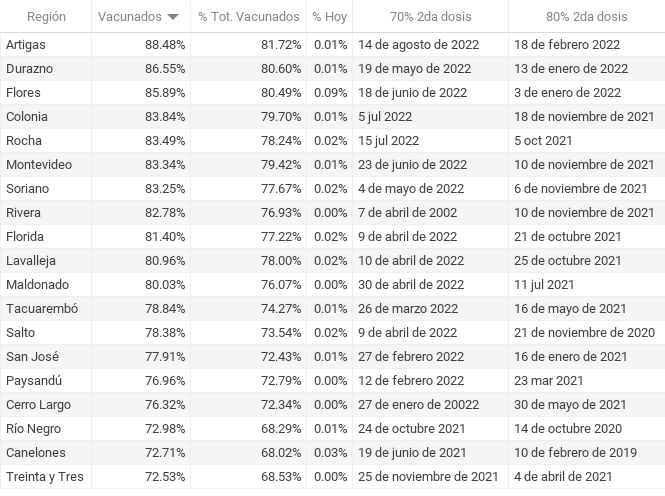 Región Vacunados % Tot. Vacunados % Hoy 70% 2da dosis 80% 2da dosis
Artigas 88.48% 81.72% 0.01% 14 de agosto de 2022 18 de febrero 2022
Durazno 86.55% 80.60% 0.01% 19 de mayo de 2022 13 de enero de 2022
Flores 85.89% 80.49% 0.09% 18 de junio de 2022 3 de enero de 2022
Colonia 83.84% 79.70% 0.01% 5 jul 2022 18 de noviembre de 2021
Rocha 83.49% 78.24% 0.02% 15 jul 2022 5 oct 2021
Montevideo 83.34% 79.42% 0.01% 23 de junio de 2022 10 de noviembre de 2021
Soriano 83.25% 77.67% 0.02% 4 de mayo de 2022 6 de noviembre de 2021
Rivera 82.78% 76.93% 0.00% 7 de abril de 2002 10 de noviembre de 2021
Florida 81.40% 77.22% 0.02% 9 de abril de 2022 21 de octubre 2021
Lavalleja 80.96% 78.00% 0.02% 10 de abril de 2022 25 de octubre 2021
Maldonado 80.03% 76.07% 0.00% 30 de abril de 2022 11 jul 2021
Tacuarembó 78.84% 74.27% 0.01% 26 de marzo 2022 16 de mayo de 2021
Salto 78.38% 73.54% 0.02% 9 de abril de 2022 21 de noviembre de 2020
San José 77.91% 72.43% 0.01% 27 de febrero 2022 16 de enero de 2021
Paysandú 76.96% 72.79% 0.00% 12 de febrero 2022 23 mar 2021
Cerro Largo 76.32% 72.34% 0.00% 27 de enero de 20022 30 de mayo de 2021
Río Negro 72.98% 68.29% 0.01% 24 de octubre 2021 14 de octubre 2020
Canelones 72.71% 68.02% 0.03% 19 de junio de 2021 10 de febrero de 2019
Treinta y Tres 72.53% 68.53% 0.00% 25 de noviembre de 2021 4 de abril de 2021